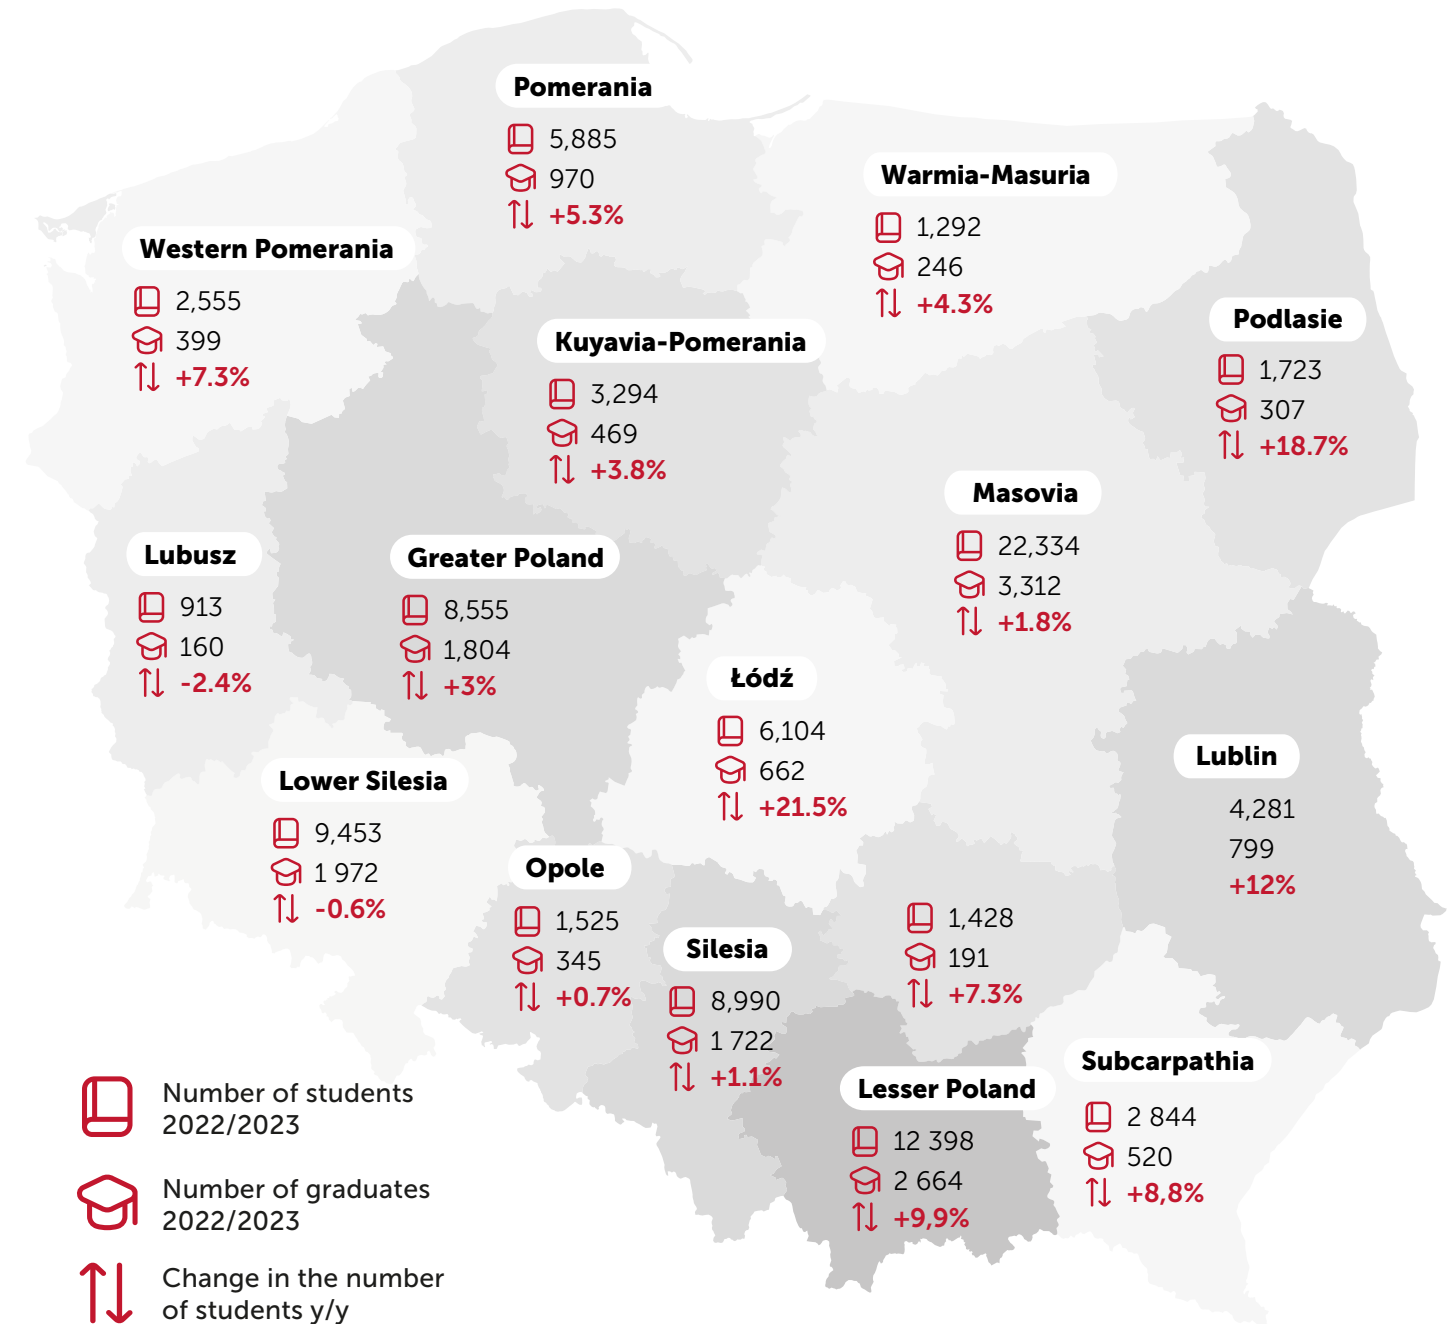 Pomerania
5,885
970
+5.3%
Warmia-Masuria
1,292
246
+4.3%
Western Pomerania
2,555
399
+7.3%
Podlasie
1,723
307
+18.7%
Kuyavia-Pomerania
3,294
469
+3.8%
Masovia
22,334
3,312
+1.8%
Lubusz
913
160
-2.4%
Greater Poland
8,555
1,804
+3%
Łódź
6,104
662
+21.5%
Lublin
4,281
799
+12%
Lower Silesia
9,453
1 972
-0.6%
Opole
1,525
345
+0.7%
Silesia
8,990
1 722
+1.1%
1,428
191
+7.3%
Lesser Poland
12 398
2 664
+9,9%
Subcarpathia
2 844
520
+8,8%
Number of students
2022/2023
Number of graduates
2022/2023
Change in the number
of students y/y